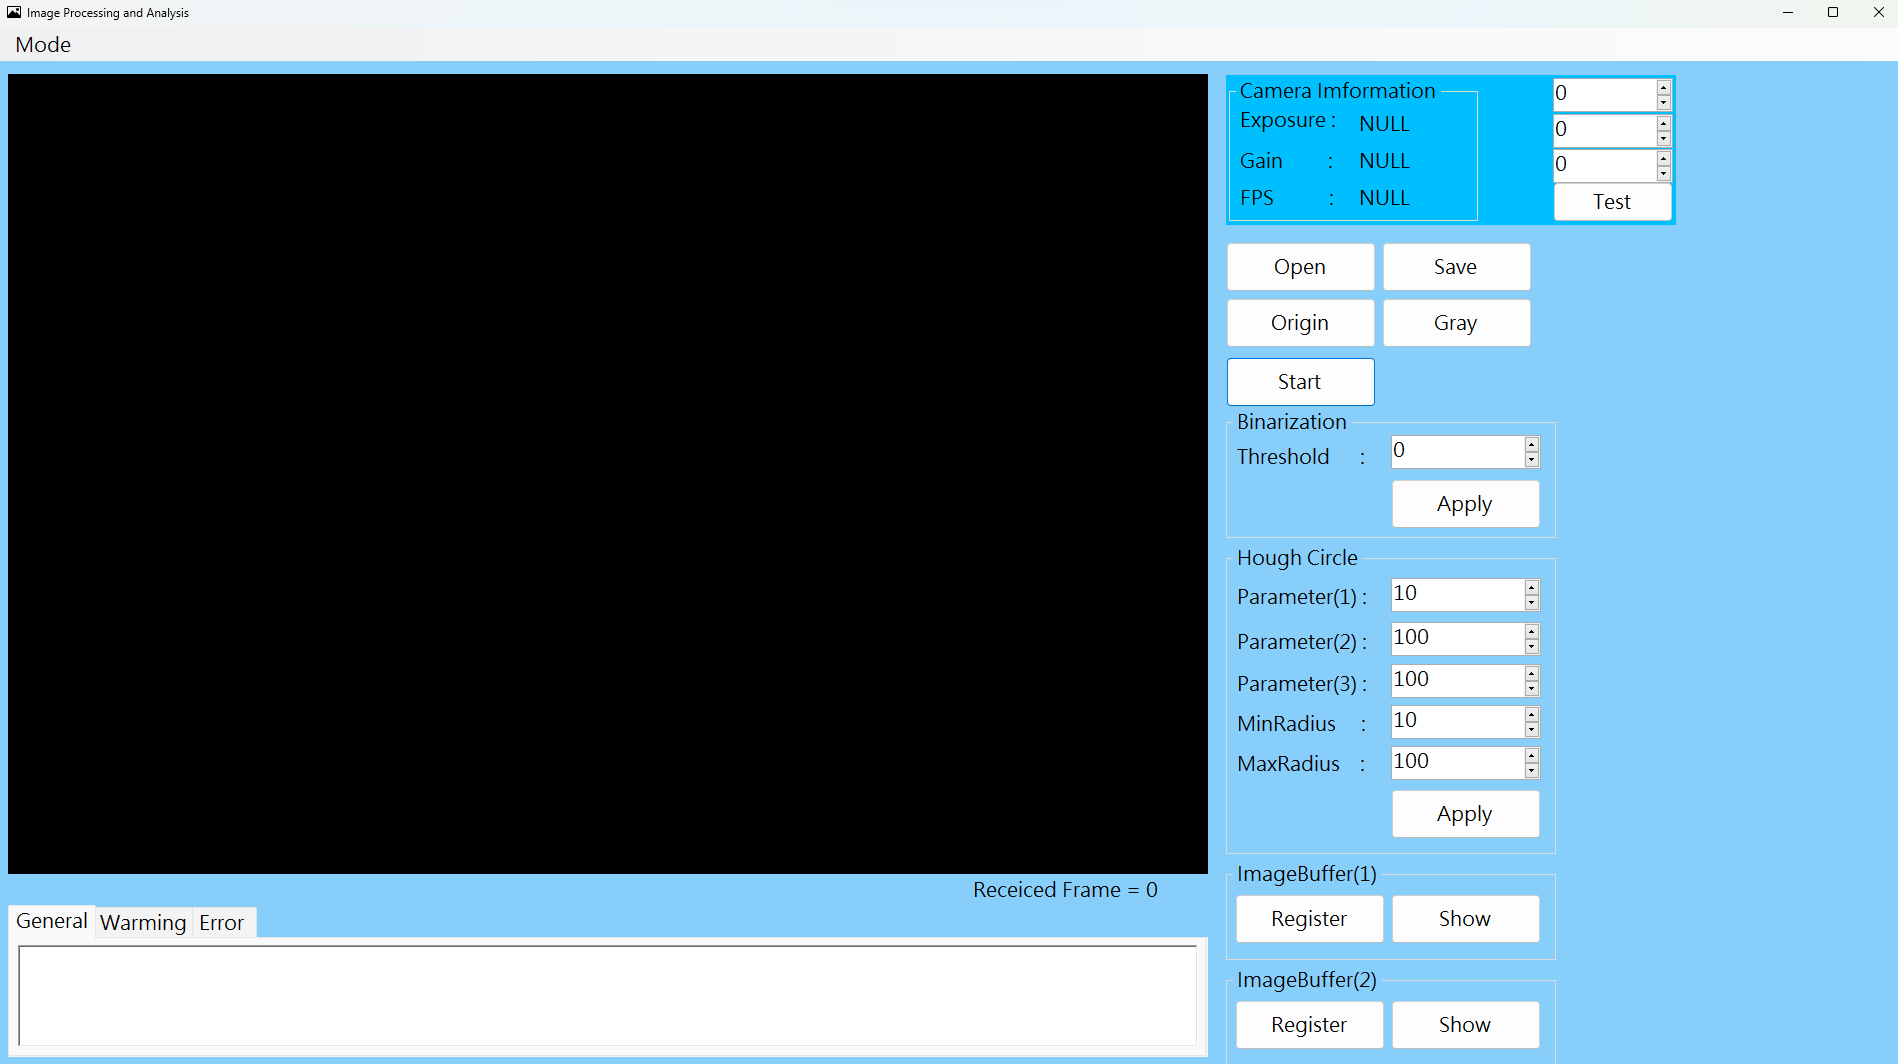 Image Processing and Analysis
Mode
Camera Imformation
Exposure : NULL
Gain : NULL
FPS : NULL
0
0
0
Test
Open Save
Origin Gray
Start
Binarization
Threshold : 0
Apply
Hough Circle
Parameter(1) : 10
Parameter(2) : 100
Parameter(3) : 100
MinRadius : 10
MaxRadius : 100
Apply
ImageBuffer(1)
Register Show
ImageBuffer(2)
Register Show
Receiced Frame = 0
General Warming Error